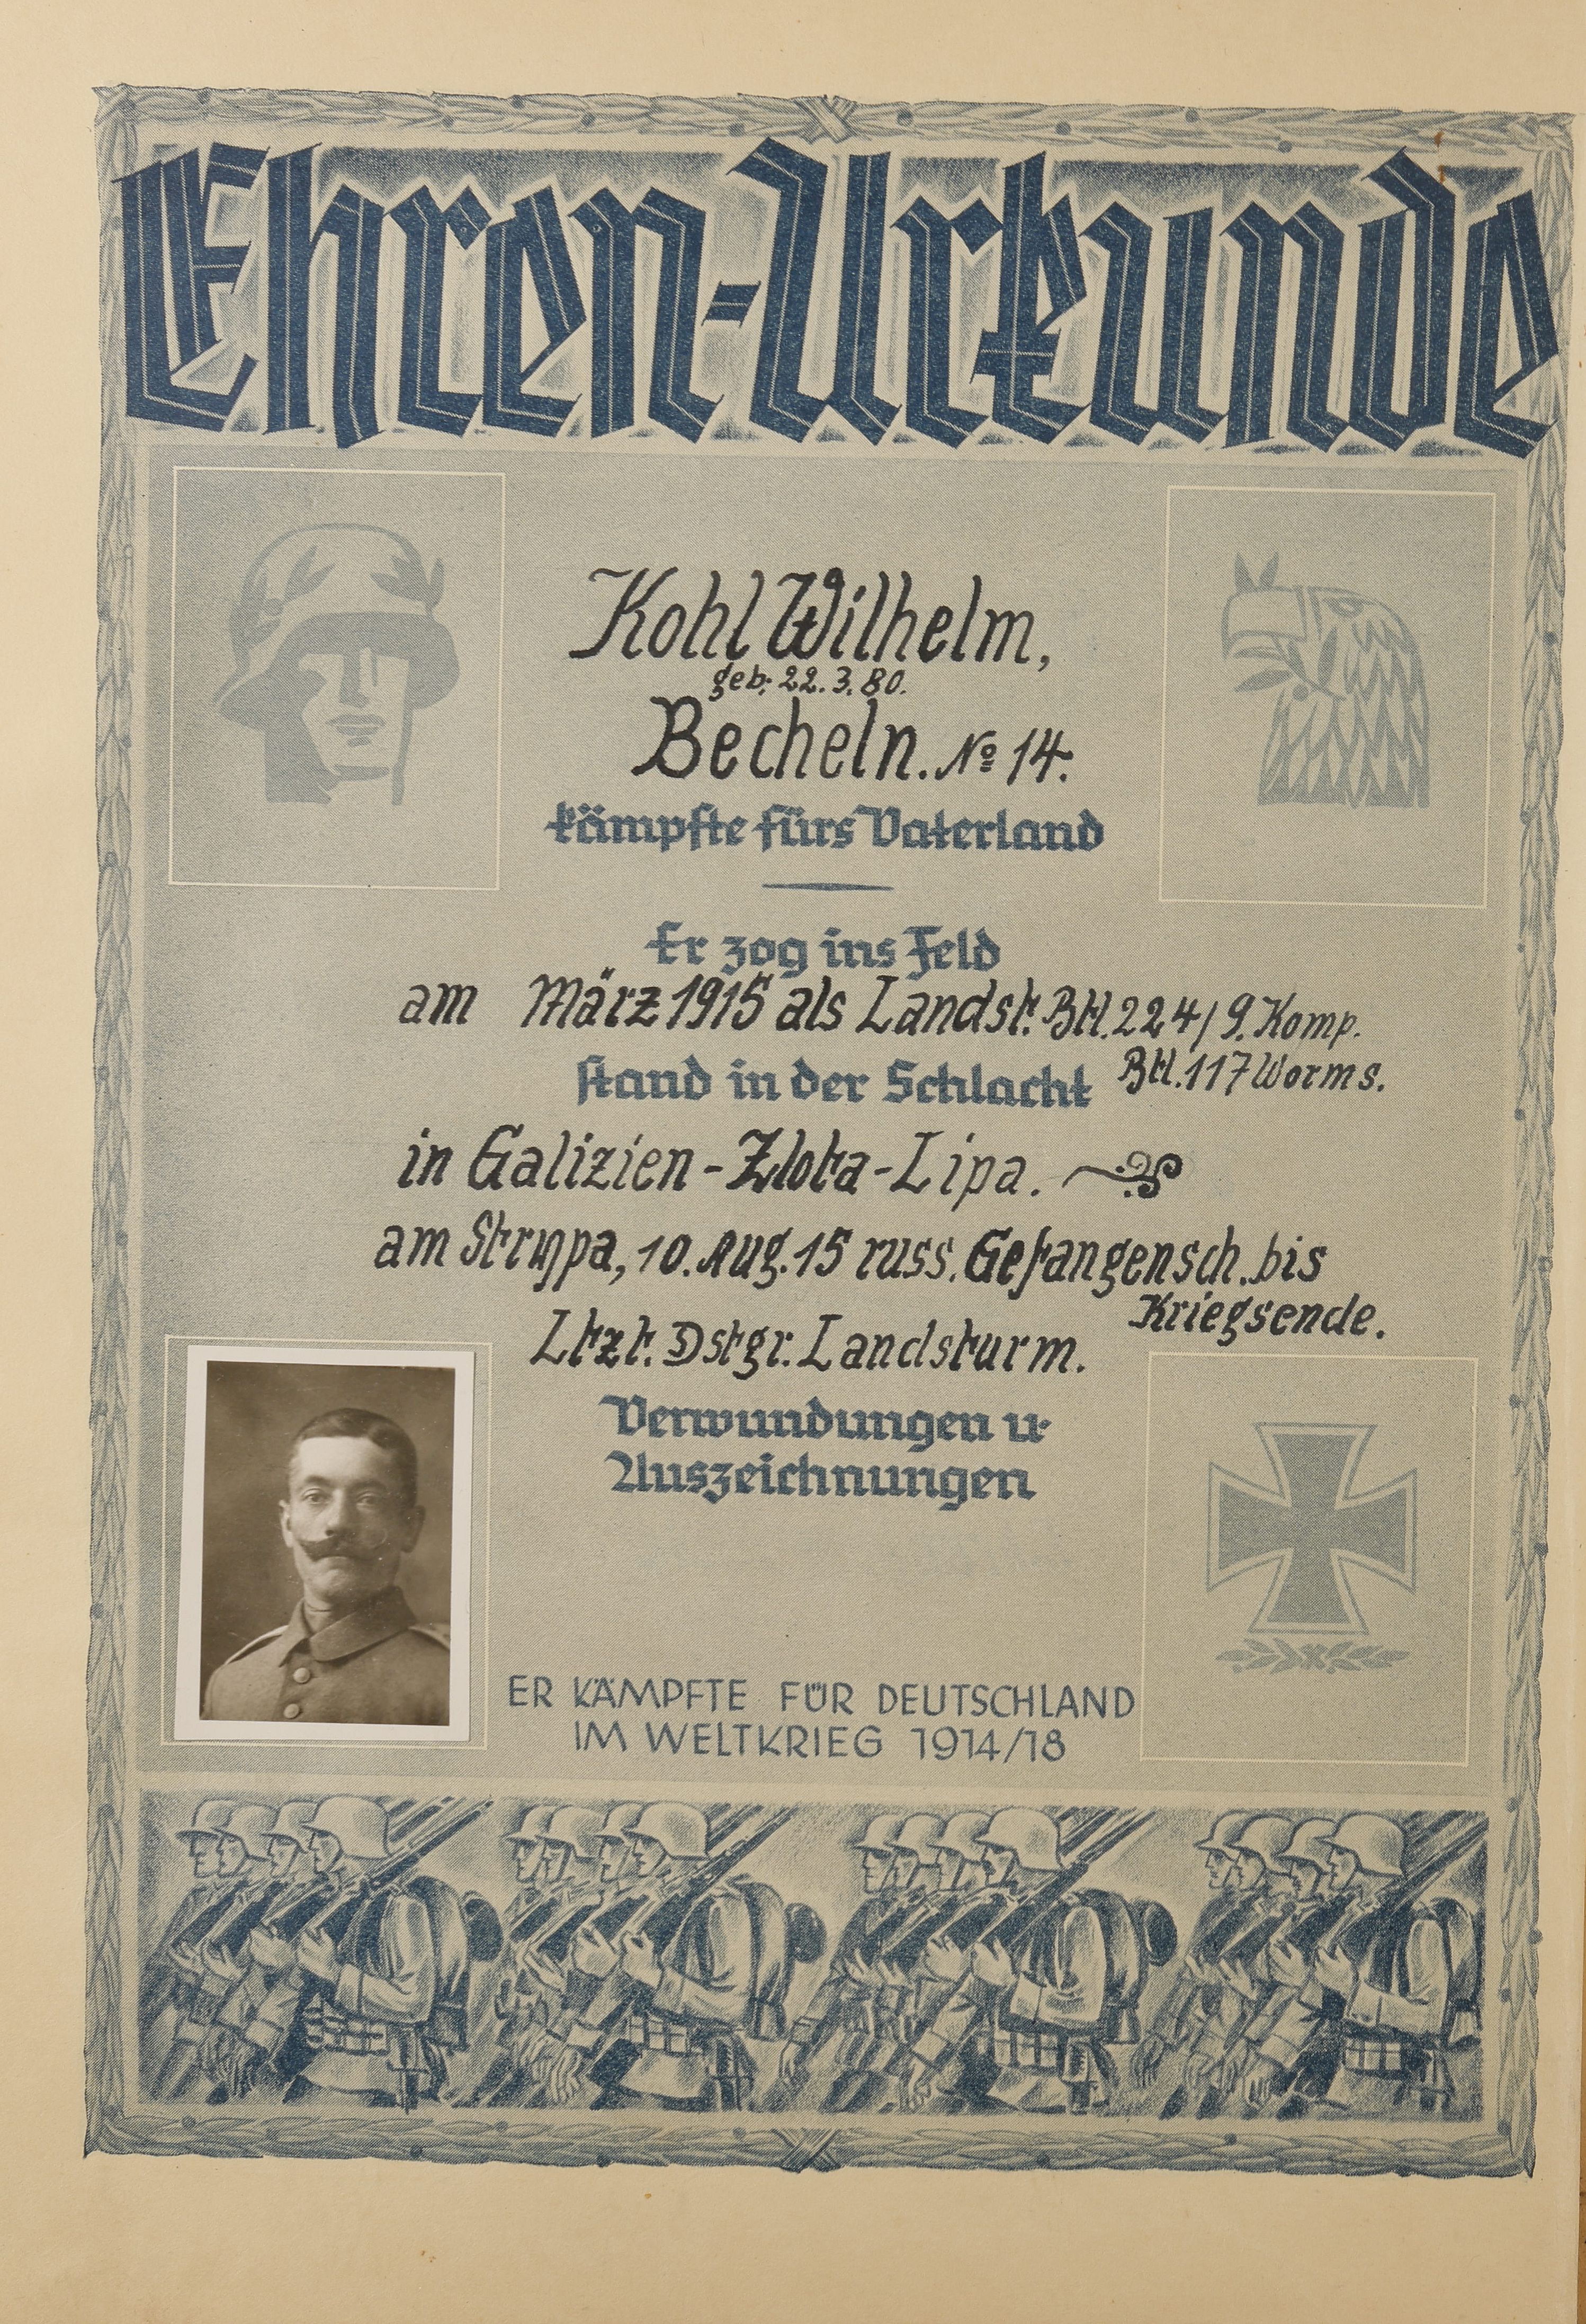 Ehren-Urkunde
Kohl Wilhelm,
geb. 22. 3. 80.
Becheln. No 14.
kämpfte fürs Vaterland
Er zog ins Feld
am März 1915 als Landst. Btl. 224/9. Komp.
Btl. 117 Worms.
stand in der Schlacht
in Galizien - Zlota - Lipa.
am Strypa, 10. Aug. 15 russ. Gefangensch. bis
Kriegsende.
Ltzt. Dstgr. Landsturm.
Verwundungen u
Auszeichnungen
ER KÄMPFTE FÜR DEUTSCHLAND
IM WELTKRIEG 1914/18